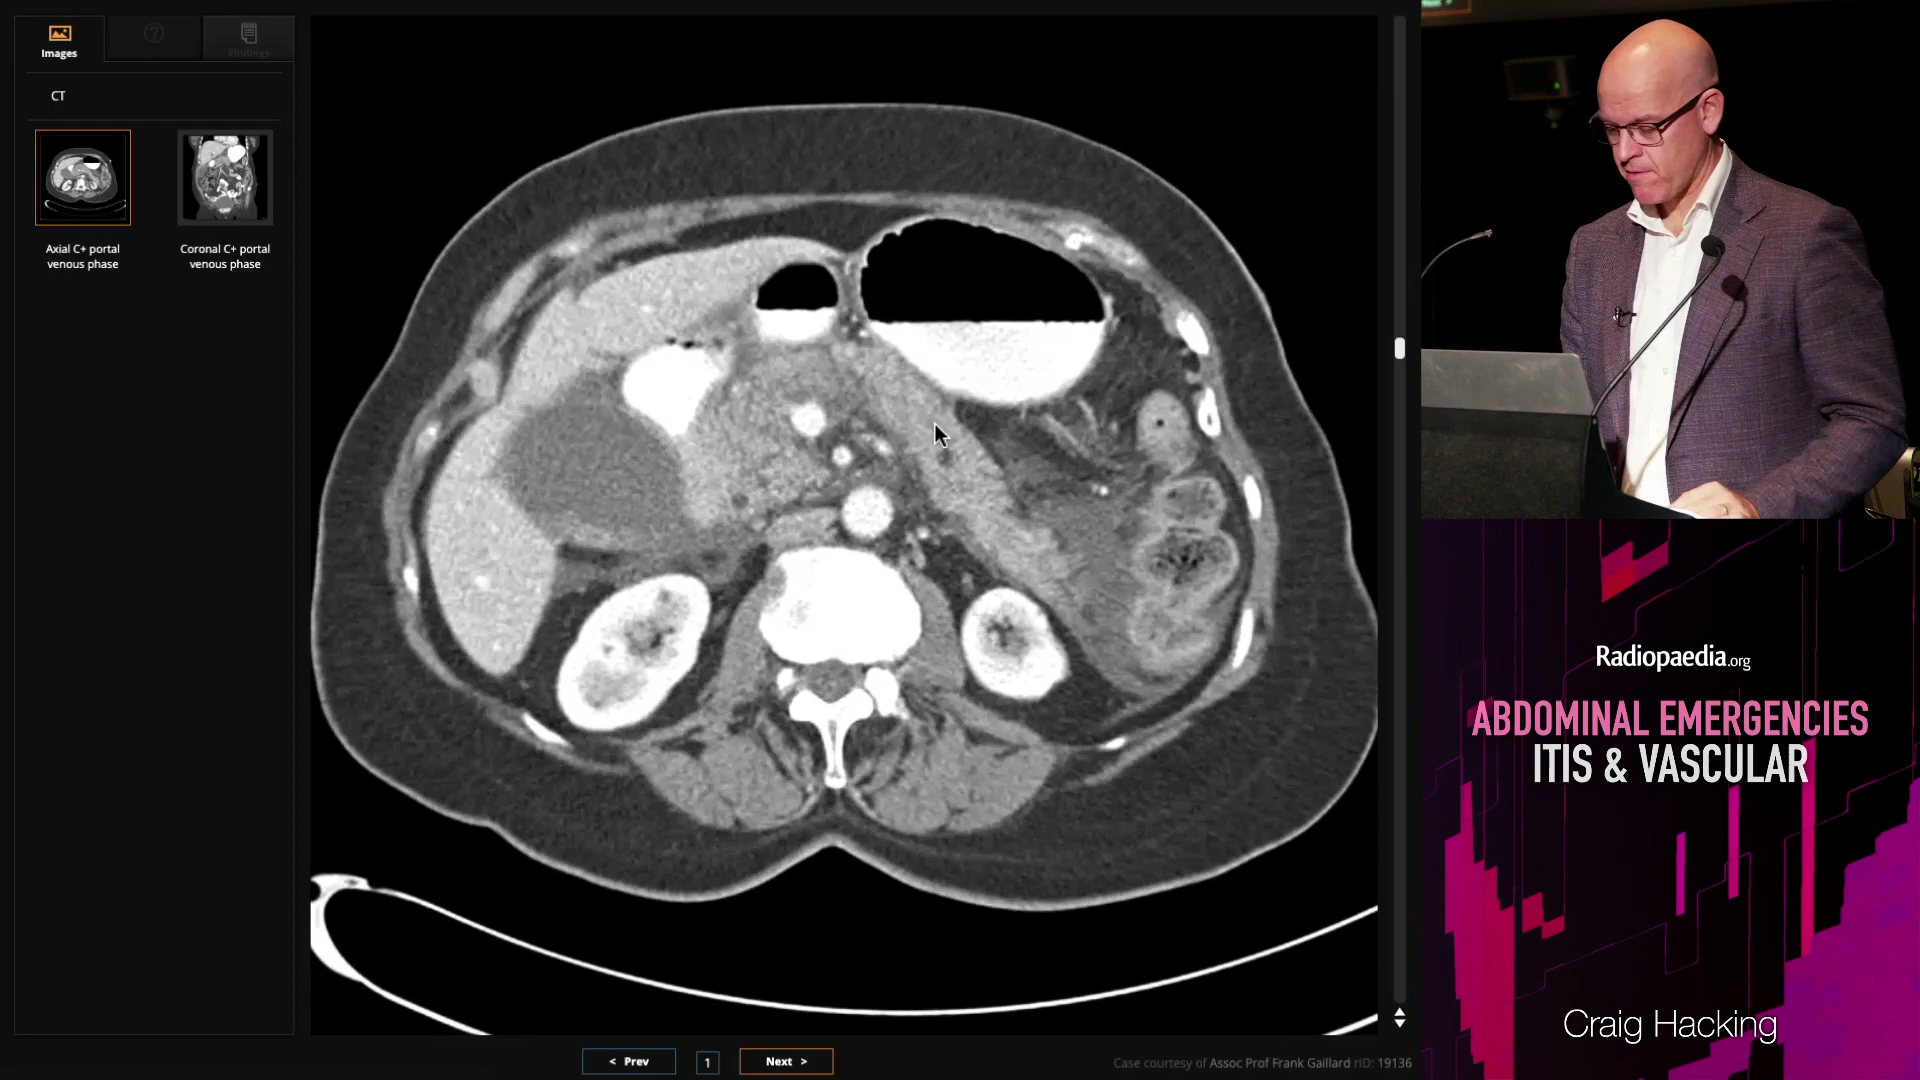 Images
Findings
CT
Axial C+ portal
venous phase
Coronal C+ portal
venous phase
< Prev
1
Next >
Case courtesy of Assoc Prof Frank Gaillard rID: 19136
Radiopaedia.org
ABDOMINAL EMERGENCIES
ITIS & VASCULAR
Craig Hacking